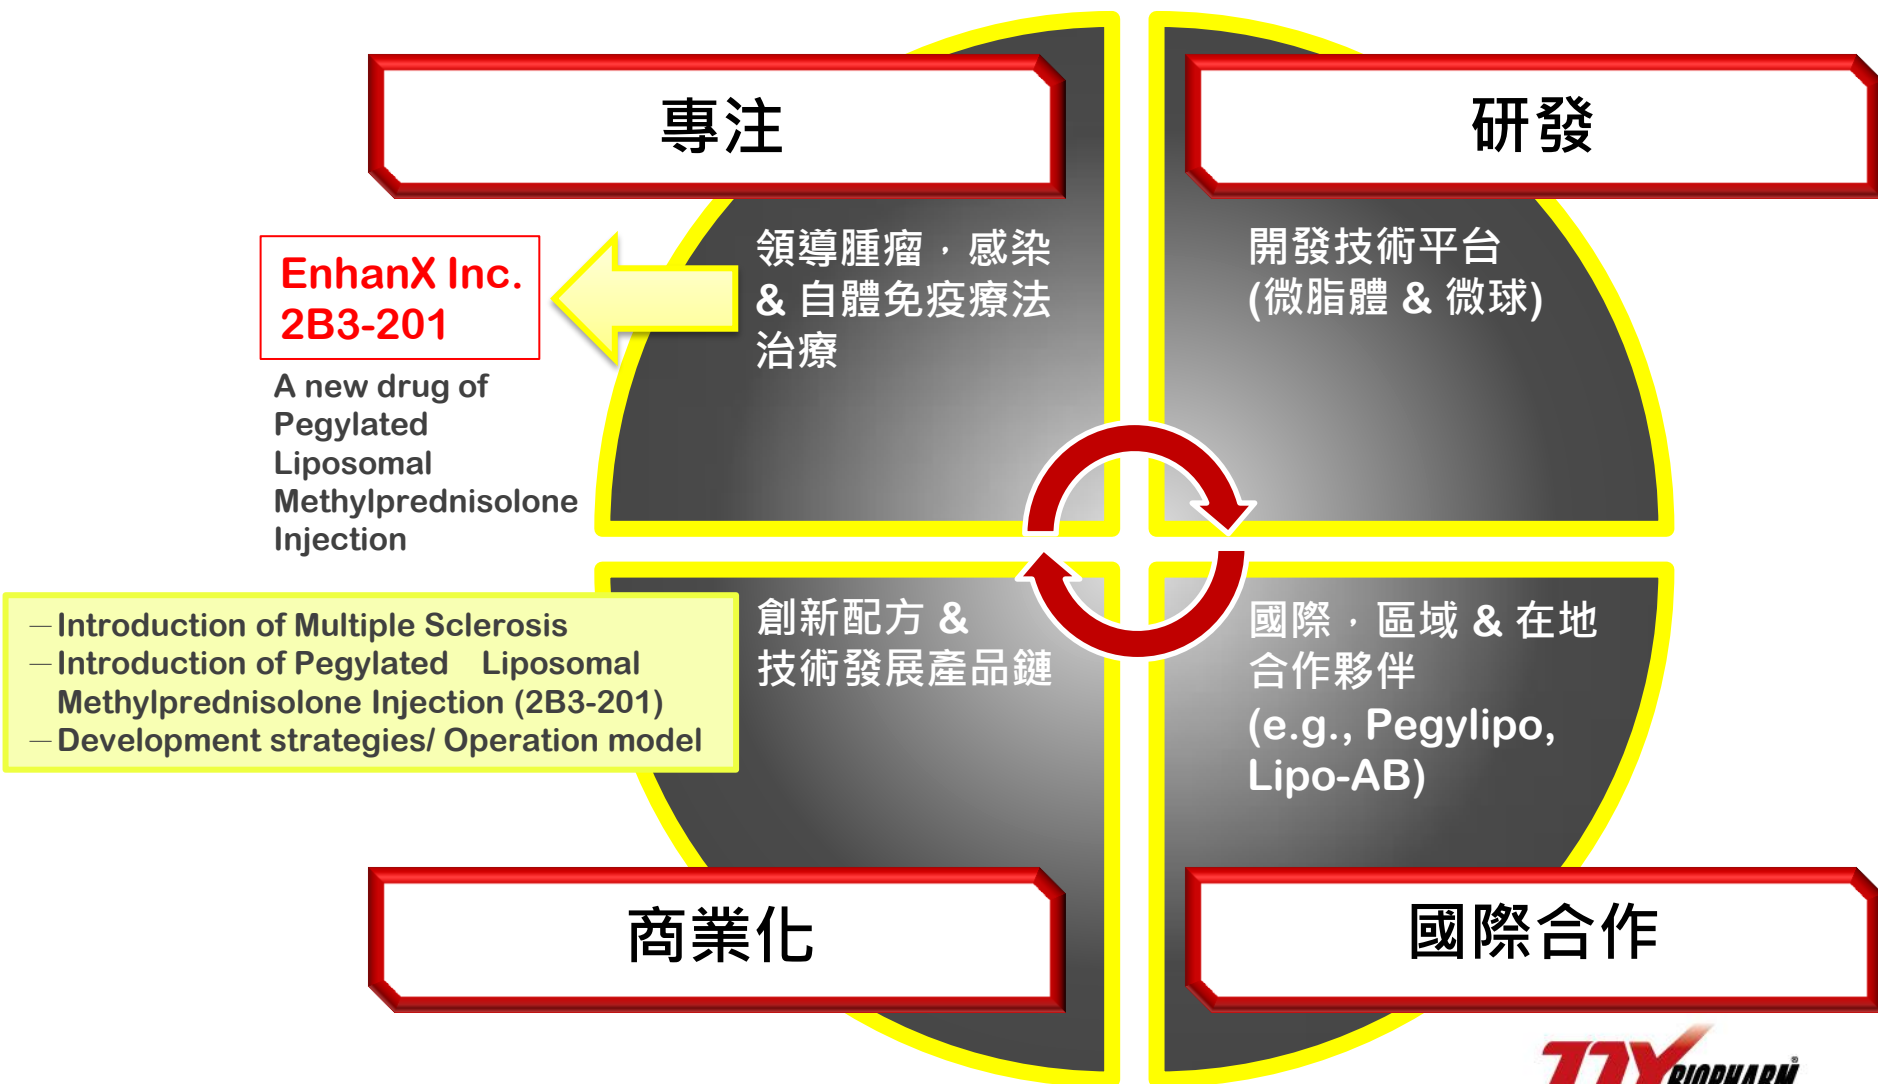 專注
研發
EnhanX Inc.
2B3-201
領導腫瘤，感染
& 自體免疫療法
治療
開發技術平台
(微脂體 & 微球)
A new drug of
Pegylated
Liposomal
Methylprednisolone
Injection
—Introduction of Multiple Sclerosis
—Introduction of Pegylated Liposomal
Methylprednisolone Injection (2B3-201)
—Development strategies/ Operation model
創新配方 &
技術發展產品鏈
國際，區域 & 在地
合作夥伴
(e.g., Pegylipo,
Lipo-AB)
商業化
國際合作
TTY BIOPHARM®